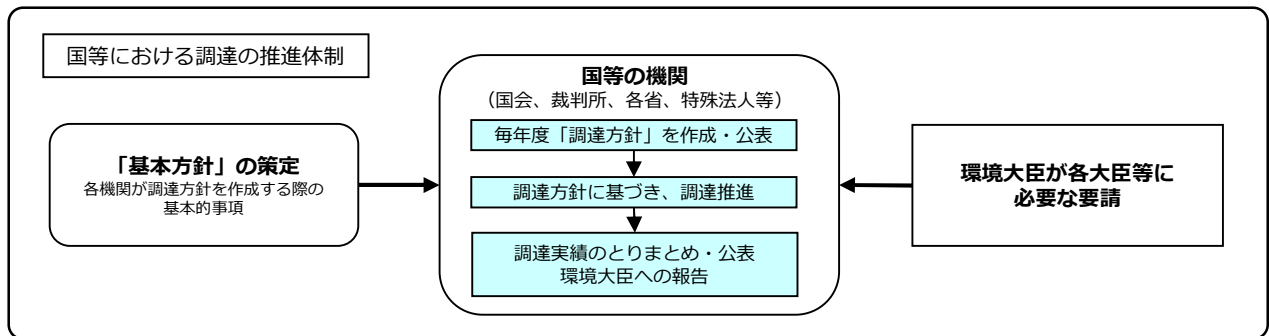 国等における調達の推進体制
「基本方針」の策定
各機関が調達方針を作成する際の
基本的事項
国等の機関
（国会、裁判所、各省、特殊法人等）
毎年度「調達方針」を作成・公表
調達方針に基づき、調達推進
調達実績のとりまとめ・公表
環境大臣への報告
環境大臣が各大臣等に
必要な要請